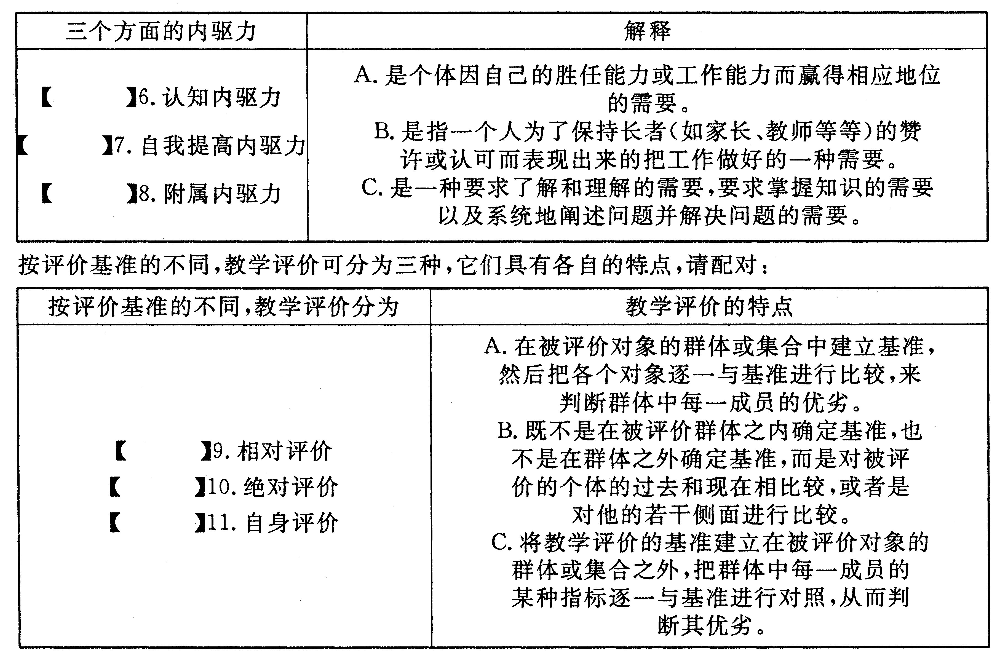 三个方面的内驱力
解释
【 】6. 认知内驱力
【 】7. 自我提高内驱力
【 】8. 附属内驱力
A. 是个体因自己的胜任能力或工作能力而赢得相应地位
的需要。
B. 是指一个人为了保持长者(如家长、教师等等)的赞
许或认可而表现出来的把工作做好的一种需要。
C. 是一种要求了解和理解的需要,要求掌握知识的需要
以及系统地阐述问题并解决问题的需要。
按评价基准的不同,教学评价可分为三种,它们具有各自的特点,请配对:
按评价基准的不同,教学评价分为
教学评价的特点
【 】9. 相对评价
【 】10. 绝对评价
【 】11. 自身评价
A. 在被评价对象的群体或集合中建立基准,
然后把各个对象逐一与基准进行比较,来
判断群体中每一成员的优劣。
B. 既不是在被评价群体之内确定基准,也
不是在群体之外确定基准,而是对被评
价的个体的过去和现在相比较,或者是
对他的若干侧面进行比较。
C. 将教学评价的基准建立在被评价对象的
群体或集合之外,把群体中每一成员的
某种指标逐一与基准进行对照,从而判
断其优劣。